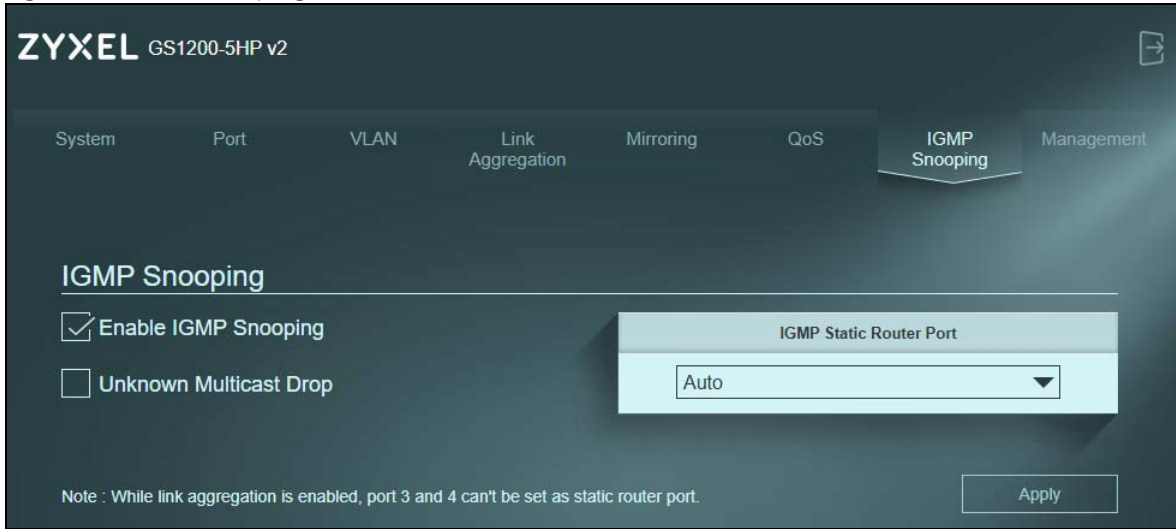 ZYXEL GS1200-5HP v2
System Port VLAN Link Aggregation Mirroring QoS IGMP Snooping Management
IGMP Snooping
Enable IGMP Snooping
Unknown Multicast Drop
IGMP Static Router Port
Auto
Note : While link aggregation is enabled, port 3 and 4 can't be set as static router port.
Apply